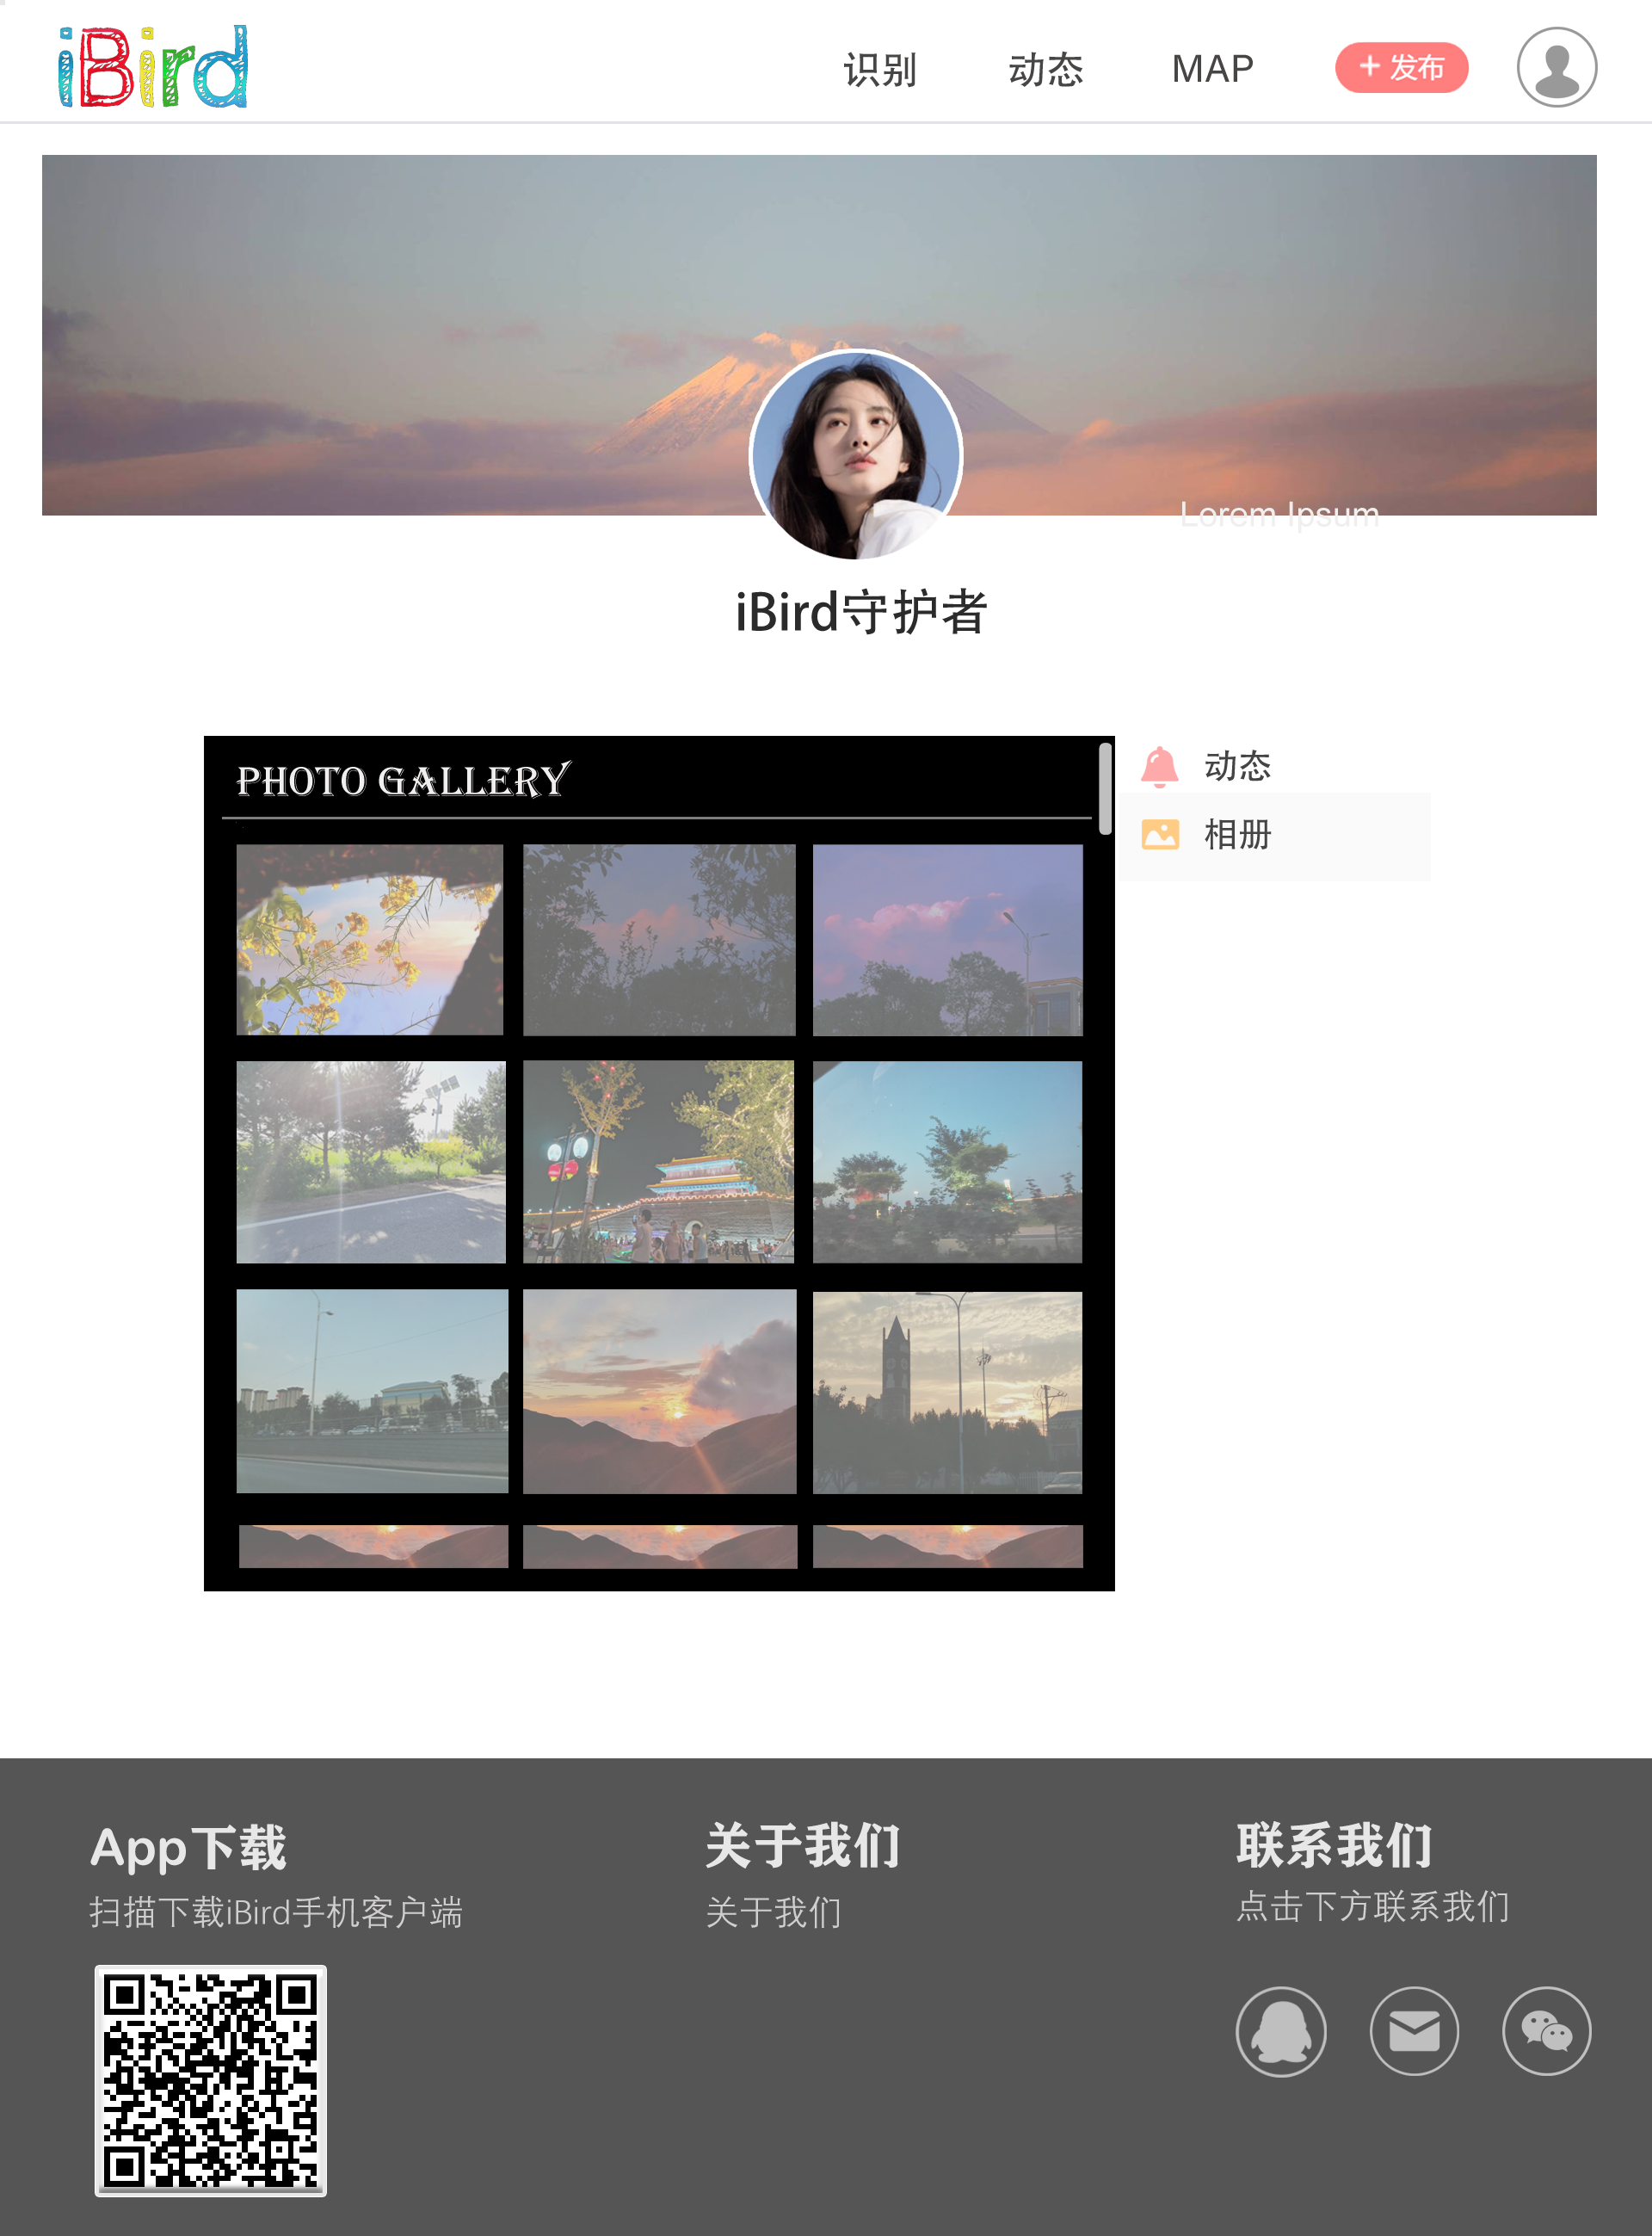 iBird
识别
动态
MAP
+ 发布
Lorem Ipsum
iBird守护者
PHOTO GALLERY
动态
相册
App下载
扫描下载iBird手机客户端
关于我们
关于我们
联系我们
点击下方联系我们